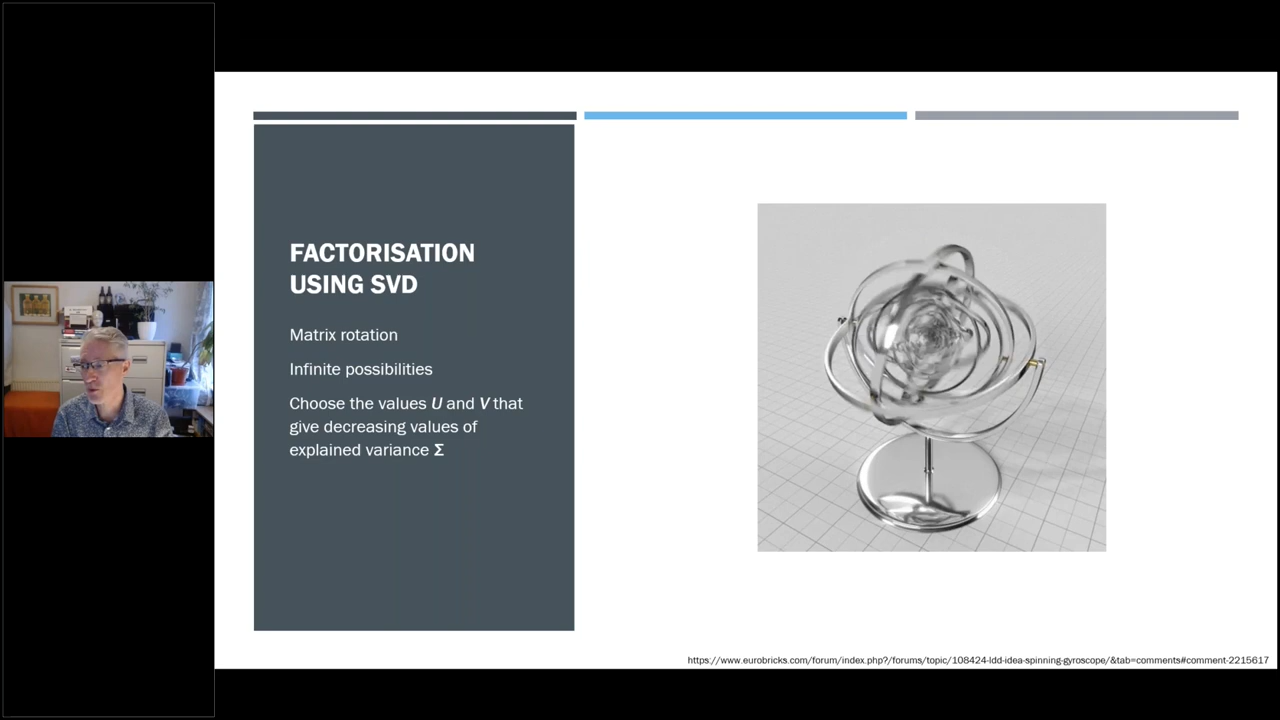 FACTORISATION
USING SVD
Matrix rotation
Infinite possibilities
Choose the values U and V that
give decreasing values of
explained variance Σ
https://www.eurobricks.com/forum/index.php?/forums/topic/108424-ldd-idea-spinning-gyroscope/&tab=comments#comment-2215617